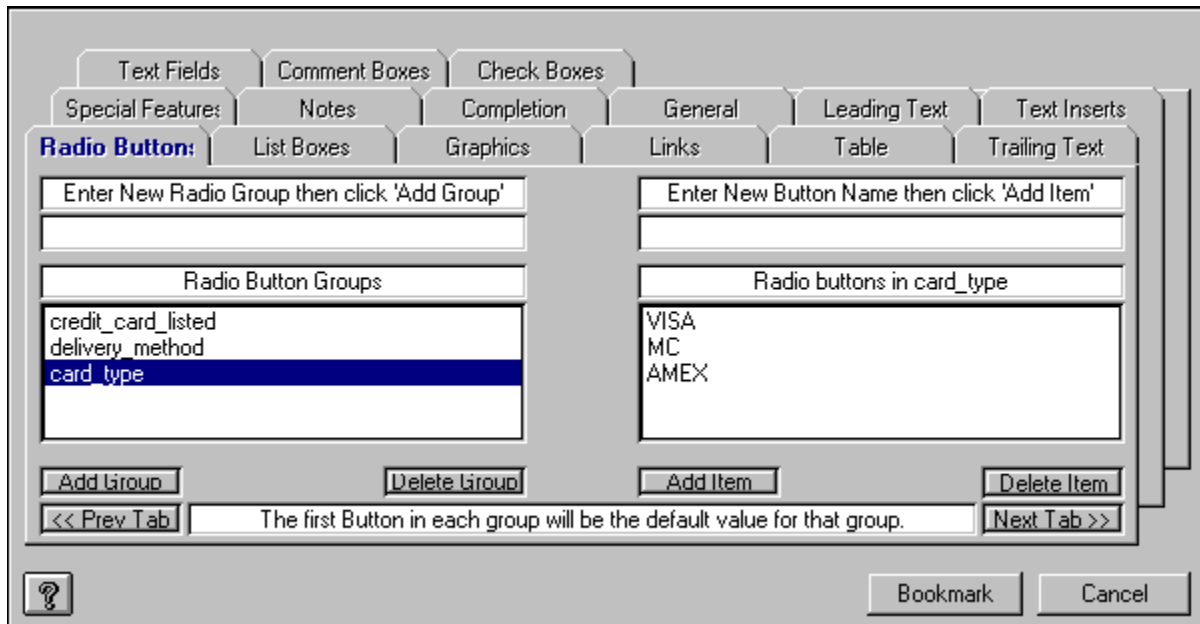 Text Fields Comment Boxes Check Boxes
Special Features Notes Completion General Leading Text Text Inserts
Radio Buttons List Boxes Graphics Links Table Trailing Text
Enter New Radio Group then click 'Add Group' Enter New Button Name then click 'Add Item'
Radio Button Groups Radio buttons in card_type
credit_card_listed VISA
delivery_method MC
card_type AMEX
Add Group Delete Group Add Item Delete Item
<< Prev Tab The first Button in each group will be the default value for that group. Next Tab >>
? Bookmark Cancel